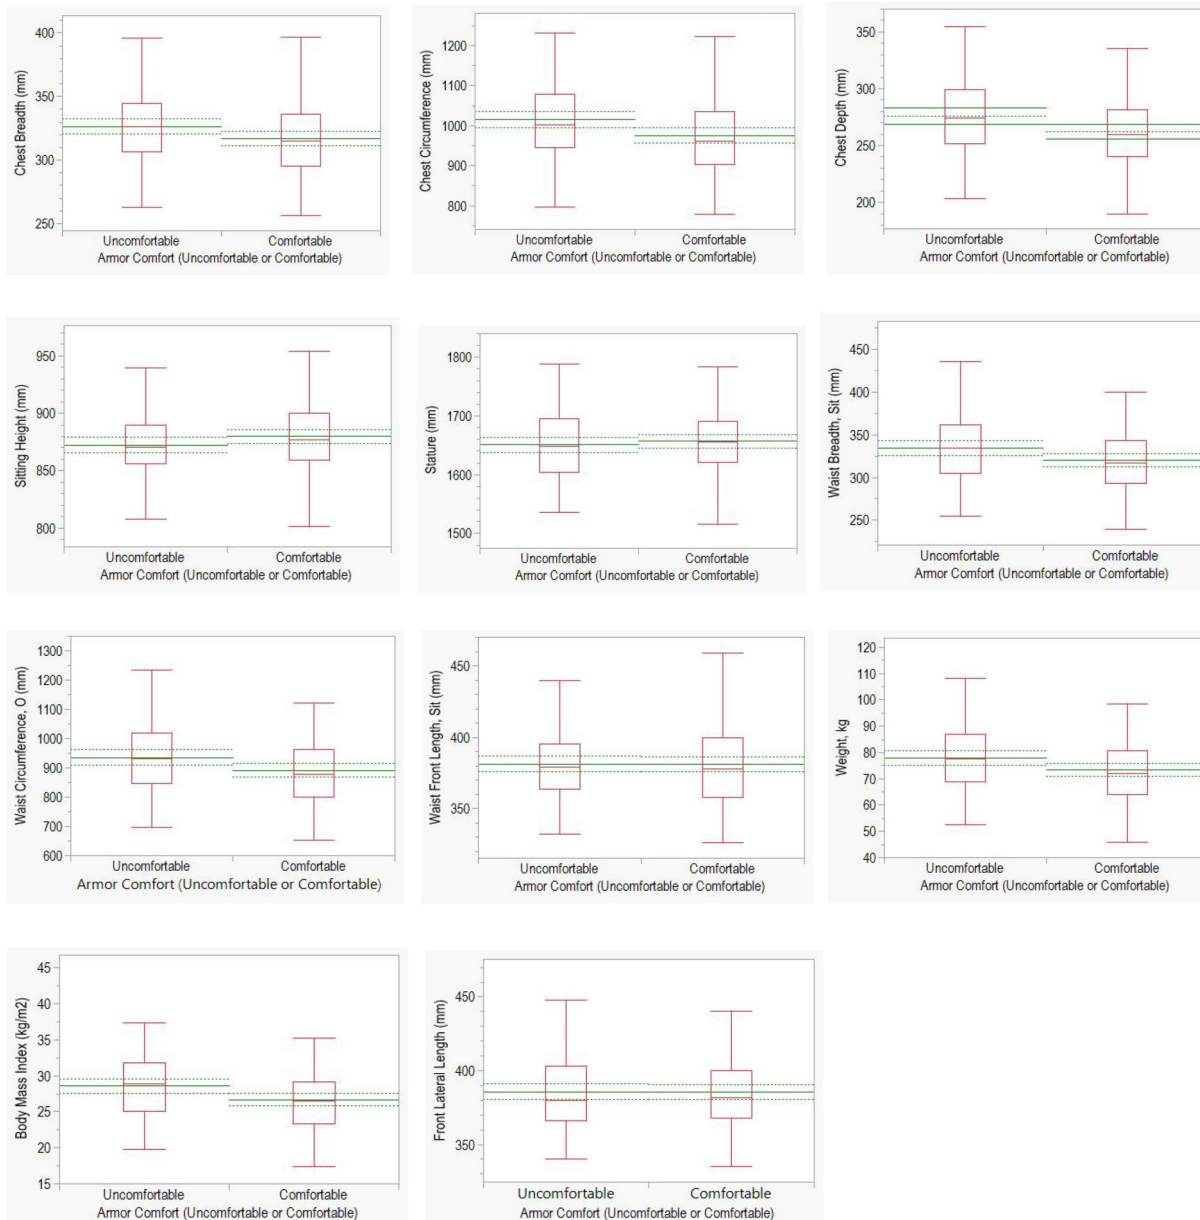 Chest Breadth (mm)
400
350
300
250
Uncomfortable Comfortable
Armor Comfort (Uncomfortable or Comfortable)
Chest Circumference (mm)
1200
1100
1000
900
800
Uncomfortable Comfortable
Armor Comfort (Uncomfortable or Comfortable)
Chest Depth (mm)
350
300
250
200
Uncomfortable Comfortable
Armor Comfort (Uncomfortable or Comfortable)
Sitting Height (mm)
950
900
850
800
Uncomfortable Comfortable
Armor Comfort (Uncomfortable or Comfortable)
Stature (mm)
1800
1700
1600
1500
Uncomfortable Comfortable
Armor Comfort (Uncomfortable or Comfortable)
Waist Breadth, Sit (mm)
450
400
350
300
250
Uncomfortable Comfortable
Armor Comfort (Uncomfortable or Comfortable)
Waist Circumference, O (mm)
1300
1200
1100
1000
900
800
700
600
Uncomfortable Comfortable
Armor Comfort (Uncomfortable or Comfortable)
Waist Front Length, Sit (mm)
450
400
350
Uncomfortable Comfortable
Armor Comfort (Uncomfortable or Comfortable)
Weight, kg
120
110
100
90
80
70
60
50
40
Uncomfortable Comfortable
Armor Comfort (Uncomfortable or Comfortable)
Body Mass Index (kg/m2)
45
40
35
30
25
20
15
Uncomfortable Comfortable
Armor Comfort (Uncomfortable or Comfortable)
Front Lateral Length (mm)
450
400
350
Uncomfortable Comfortable
Armor Comfort (Uncomfortable or Comfortable)